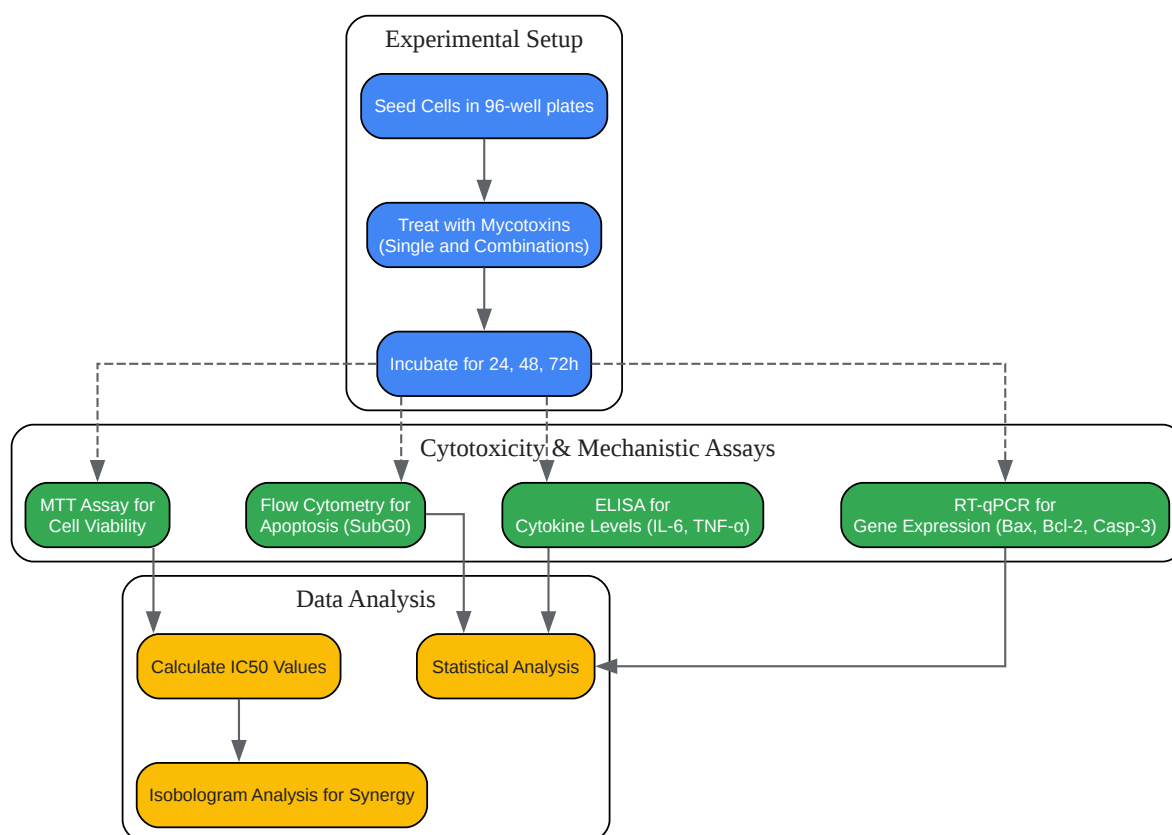 Experimental Setup
Seed Cells in 96-well plates
Treat with Mycotoxins
(Single and Combinations)
Incubate for 24, 48, 72h
Cytotoxicity & Mechanistic Assays
MTT Assay for
Cell Viability
Flow Cytometry for
Apoptosis (SubG0)
ELISA for
Cytokine Levels (IL-6, TNF-α)
RT-qPCR for
Gene Expression (Bax, Bcl-2, Casp-3)
Data Analysis
Calculate IC50 Values
Statistical Analysis
Isobologram Analysis for Synergy